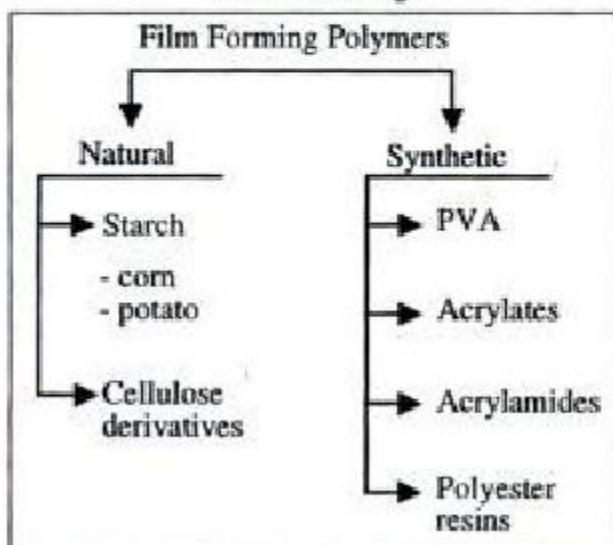 Film Forming Polymers
Natural
Starch
- corn
- potato
Cellulose
derivatives
Synthetic
PVA
Acrylates
Acrylamides
Polyester
resins